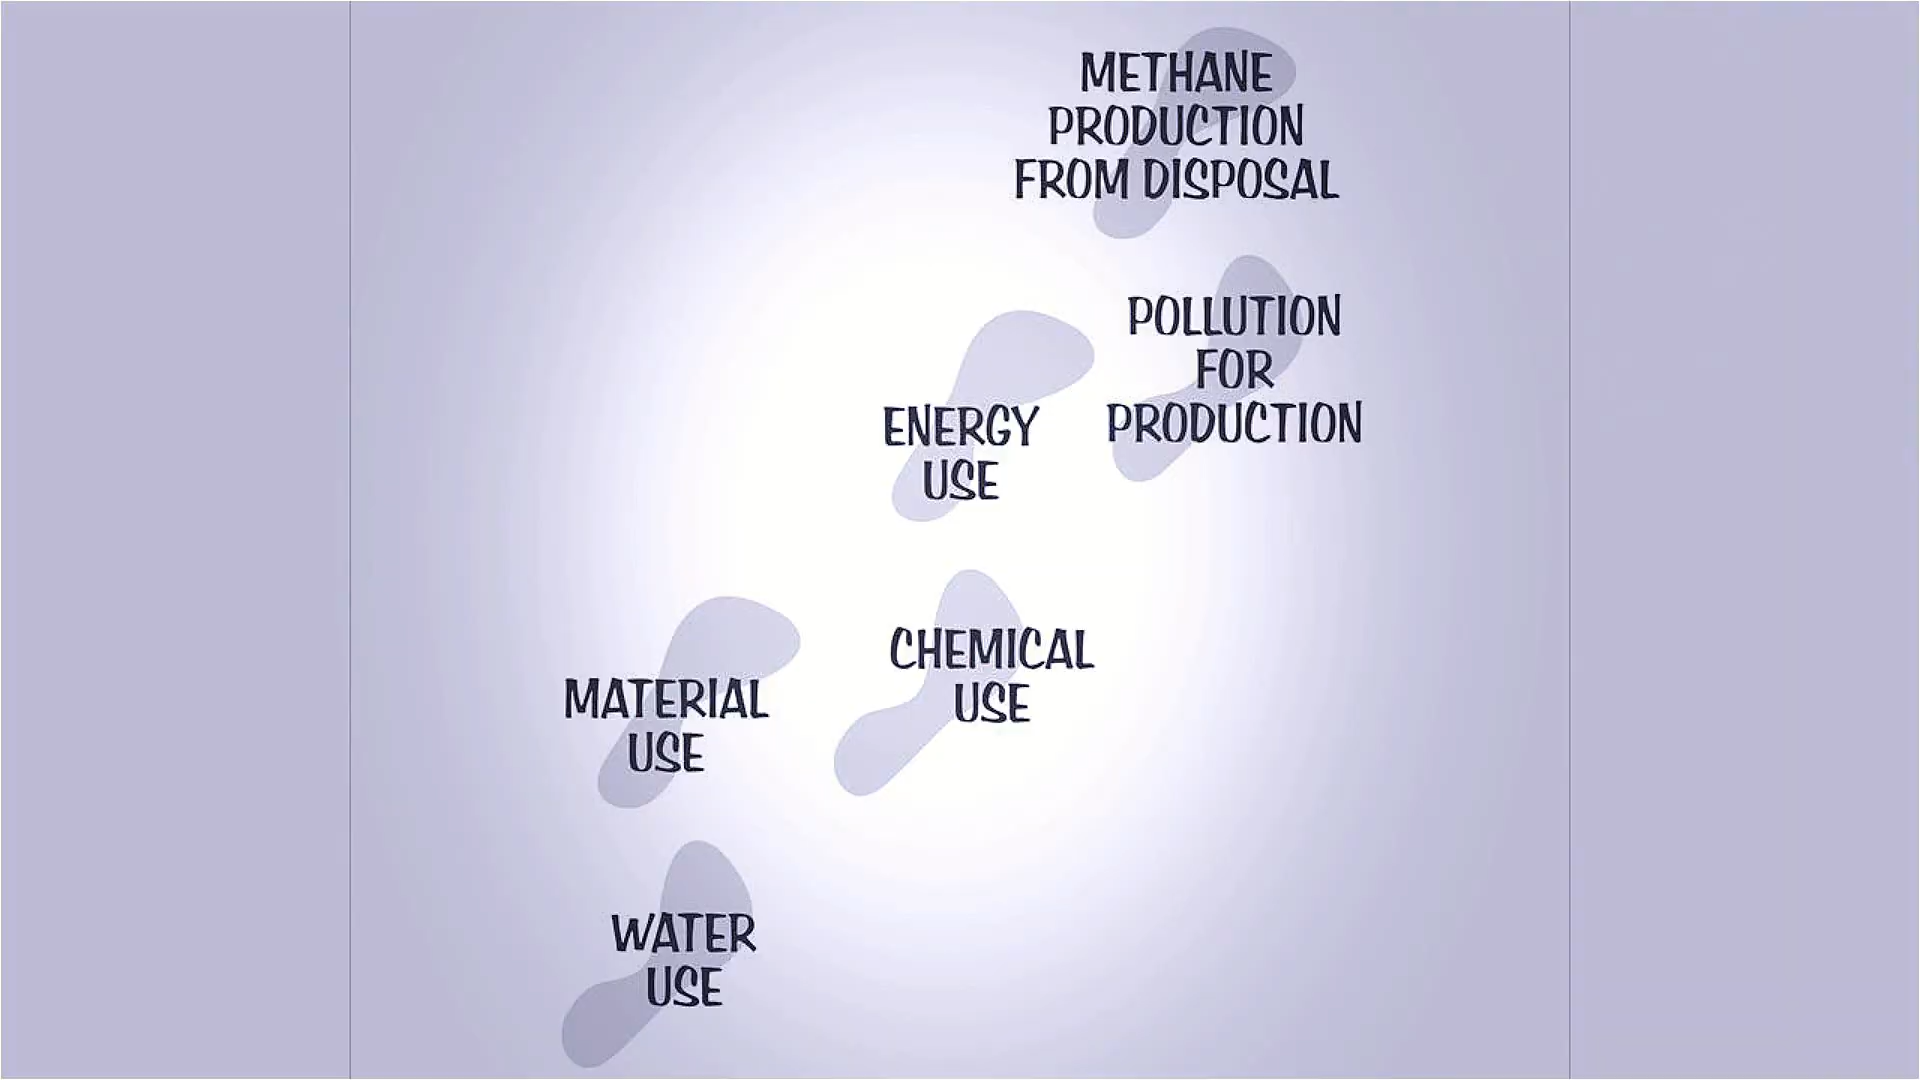 METHANE
PRODUCTION
FROM DISPOSAL
POLLUTION
FOR
PRODUCTION
ENERGY
USE
CHEMICAL
USE
MATERIAL
USE
WATER
USE